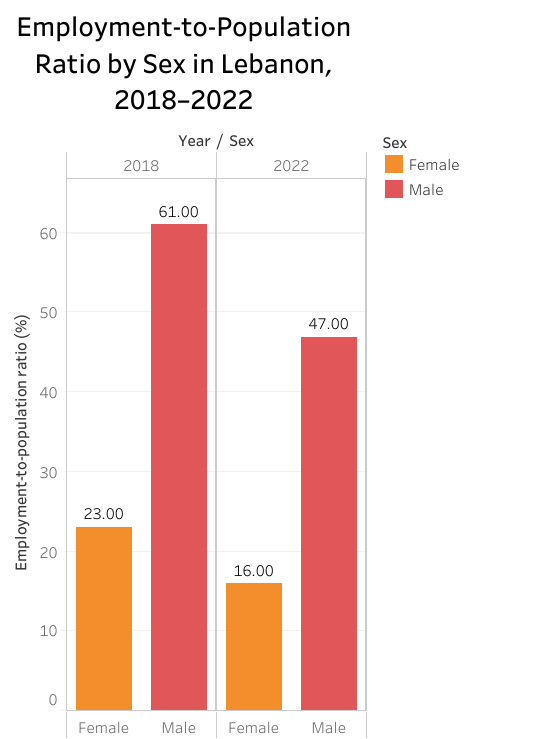 Employment-to-Population
Ratio by Sex in Lebanon,
2018–2022
Year / Sex
2018
2022
Sex
Female
Male
Employment-to-population ratio (%)
60
50
40
30
20
10
0
23.00
61.00
16.00
47.00
Female
Male
Female
Male